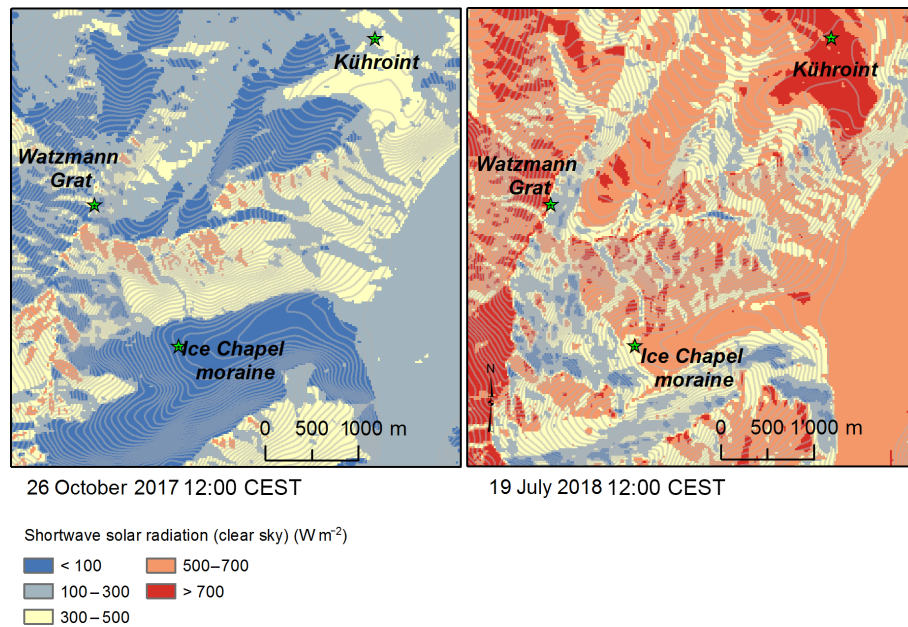 Kühroint
Watzmann
Grat
Ice Chapel
moraine
0 500 1000 m
Kühroint
Watzmann
Grat
N
Ice Chapel
moraine
0 500 1000 m
26 October 2017 12:00 CEST
19 July 2018 12:00 CEST
Shortwave solar radiation (clear sky) (W m⁻²)
< 100
100–300
300–500
500–700
> 700